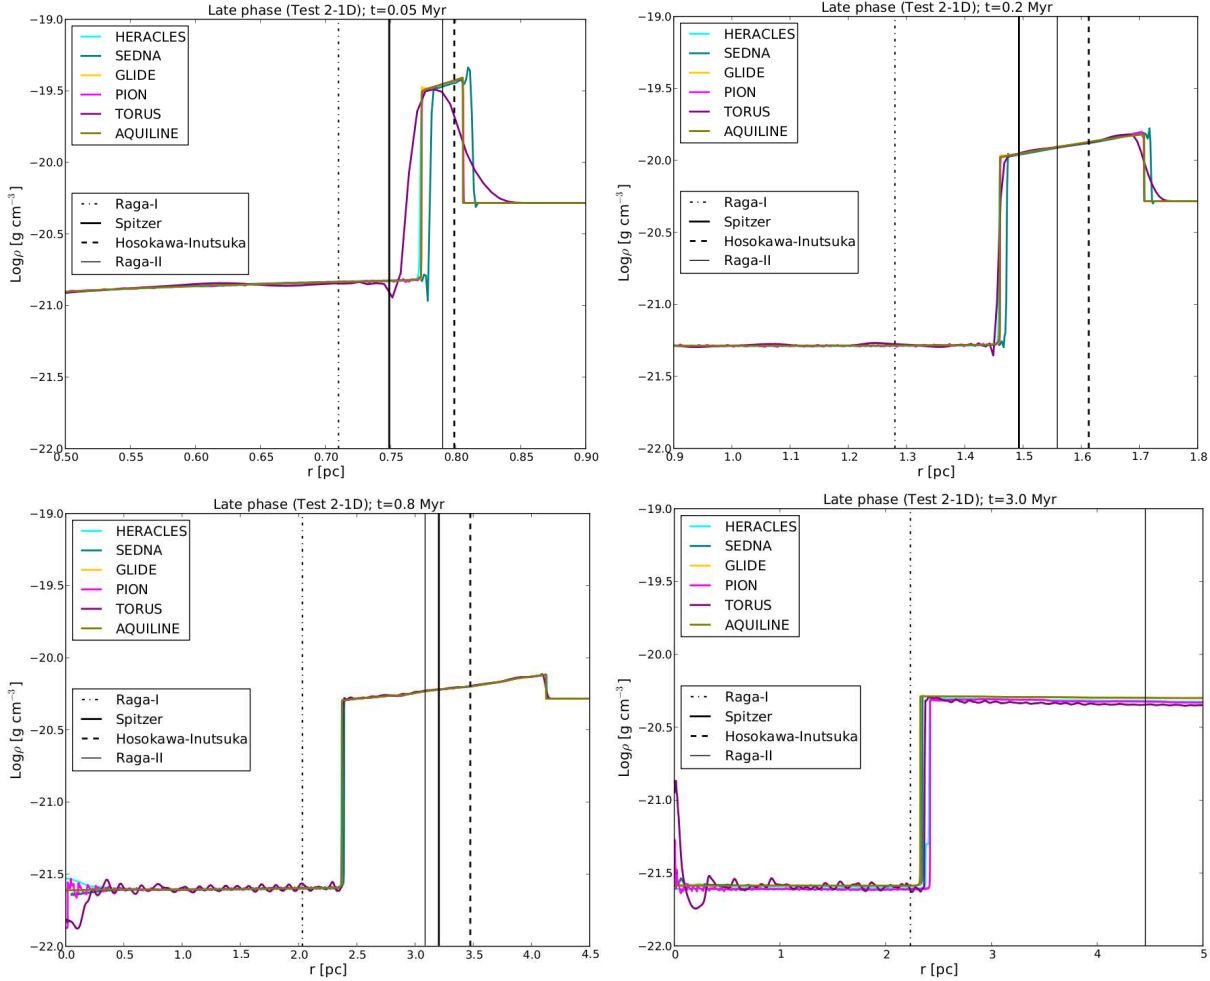 Late phase (Test 2-1D); t=0.05 Myr
−19.0
−19.5
−20.0
−20.5
−21.0
−21.5
−22.0
Logρ [g cm⁻³ ]
HERACLES
SEDNA
GLIDE
PION
TORUS
AQUILINE
Raga-I
Spitzer
Hosokawa-Inutsuka
Raga-II
0.50 0.55 0.60 0.65 0.70 0.75 0.80 0.85 0.90
r [pc]
Late phase (Test 2-1D); t=0.2 Myr
−19.0
−19.5
−20.0
−20.5
−21.0
−21.5
−22.0
Logρ [g cm⁻³ ]
HERACLES
SEDNA
GLIDE
PION
TORUS
AQUILINE
Raga-I
Spitzer
Hosokawa-Inutsuka
Raga-II
0.9 1.0 1.1 1.2 1.3 1.4 1.5 1.6 1.7 1.8
r [pc]
Late phase (Test 2-1D); t=0.8 Myr
−19.0
−19.5
−20.0
−20.5
−21.0
−21.5
−22.0
Logρ [g cm⁻³ ]
HERACLES
SEDNA
GLIDE
PION
TORUS
AQUILINE
Raga-I
Spitzer
Hosokawa-Inutsuka
Raga-II
0.0 0.5 1.0 1.5 2.0 2.5 3.0 3.5 4.0 4.5
r [pc]
Late phase (Test 2-1D); t=3.0 Myr
−19.0
−19.5
−20.0
−20.5
−21.0
−21.5
−22.0
Logρ [g cm⁻³ ]
HERACLES
SEDNA
GLIDE
PION
TORUS
AQUILINE
Raga-I
Spitzer
Hosokawa-Inutsuka
Raga-II
0 1 2 3 4 5
r [pc]